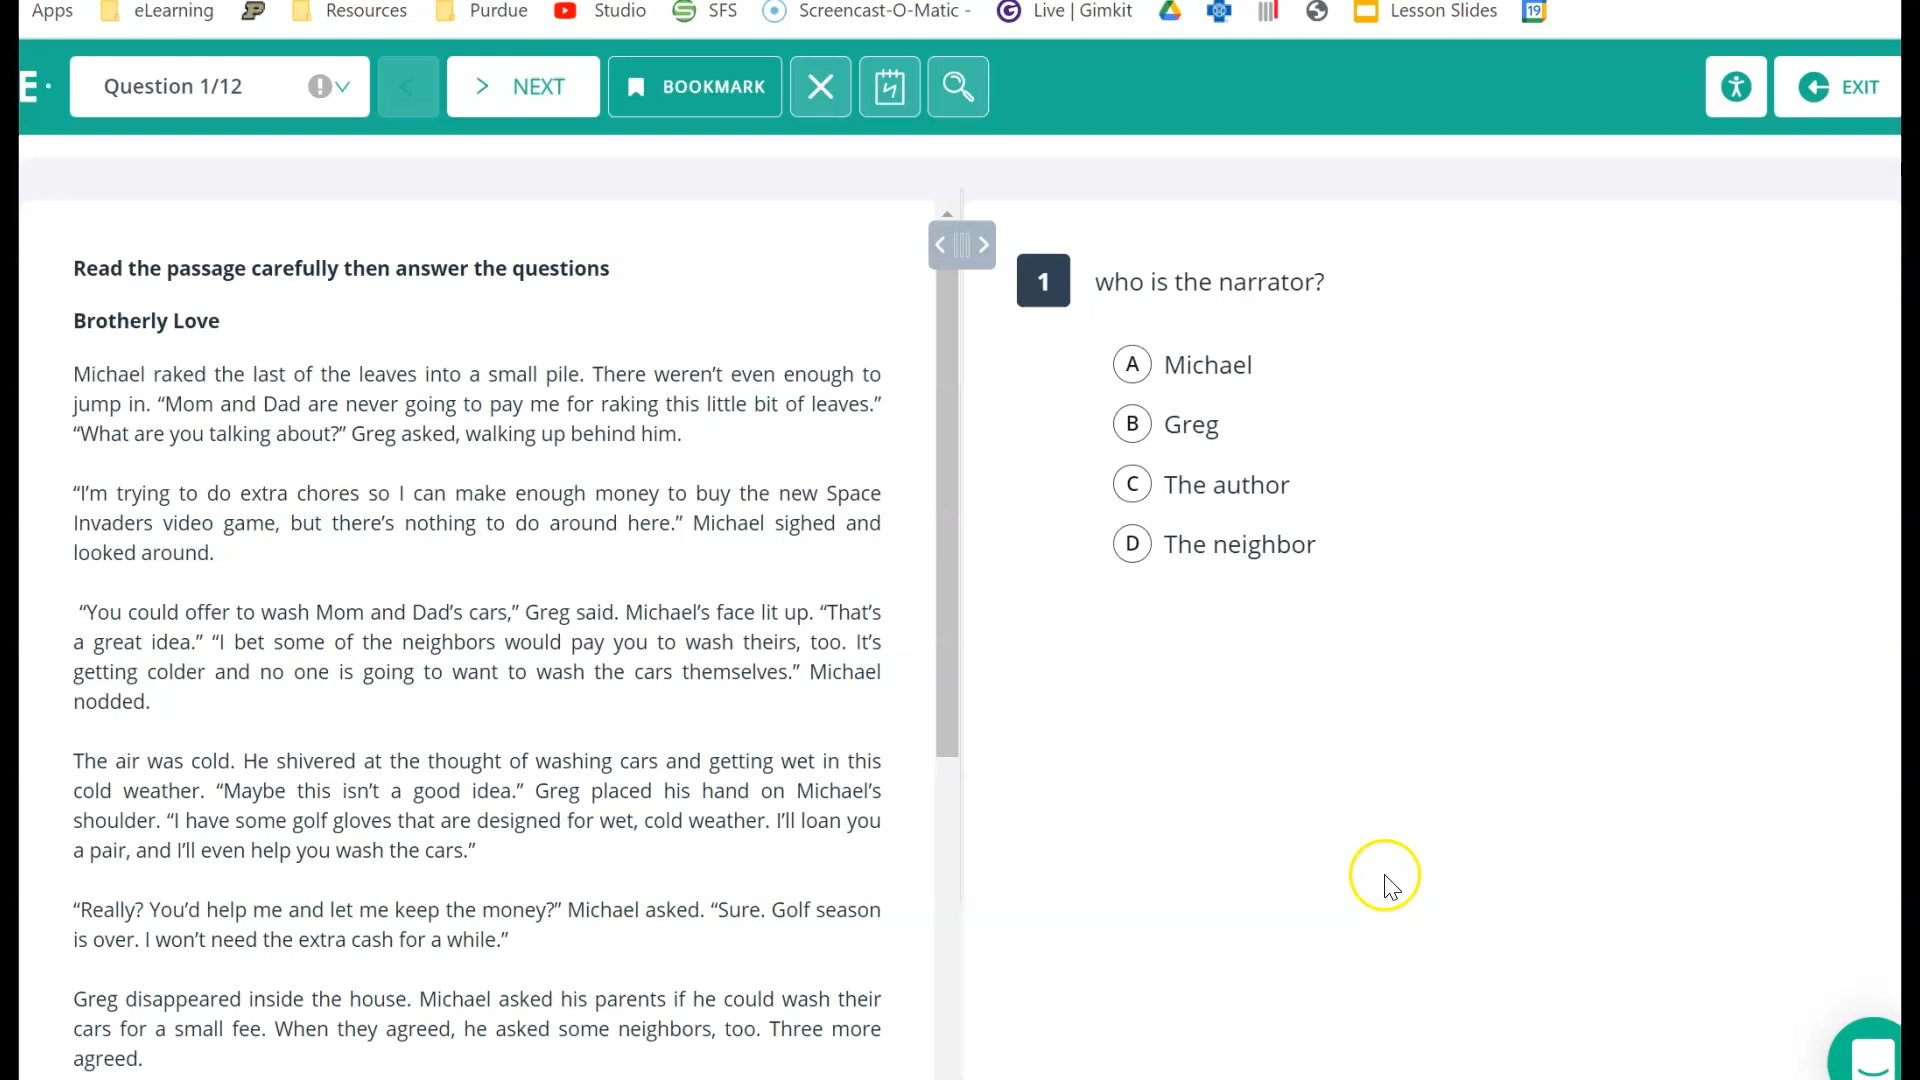 Apps eLearning Resources Purdue Studio SFS Screencast-O-Matic - Live | Gimkit Lesson Slides 19
E· Question 1/12 NEXT BOOKMARK EXIT
Read the passage carefully then answer the questions
Brotherly Love
Michael raked the last of the leaves into a small pile. There weren’t even enough to
jump in. “Mom and Dad are never going to pay me for raking this little bit of leaves.”
“What are you talking about?” Greg asked, walking up behind him.
“I’m trying to do extra chores so I can make enough money to buy the new Space
Invaders video game, but there’s nothing to do around here.” Michael sighed and
looked around.
“You could offer to wash Mom and Dad’s cars,” Greg said. Michael’s face lit up. “That’s
a great idea.” “I bet some of the neighbors would pay you to wash theirs, too. It’s
getting colder and no one is going to want to wash the cars themselves.” Michael
nodded.
The air was cold. He shivered at the thought of washing cars and getting wet in this
cold weather. “Maybe this isn’t a good idea.” Greg placed his hand on Michael’s
shoulder. “I have some golf gloves that are designed for wet, cold weather. I’ll loan you
a pair, and I’ll even help you wash the cars.”
“Really? You’d help me and let me keep the money?” Michael asked. “Sure. Golf season
is over. I won’t need the extra cash for a while.”
Greg disappeared inside the house. Michael asked his parents if he could wash their
cars for a small fee. When they agreed, he asked some neighbors, too. Three more
agreed.
1 who is the narrator?
A Michael
B Greg
C The author
D The neighbor